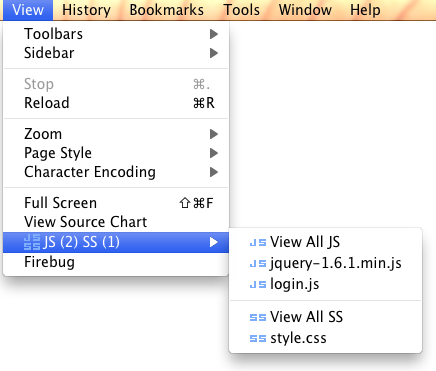 View History Bookmarks Tools Window Help
Toolbars
Sidebar
Stop ⌘.
Reload ⌘R
Zoom
Page Style
Character Encoding
Full Screen ⇧⌘F
View Source Chart
JS SS JS (2) SS (1)
Firebug
JS View All JS
JS jquery-1.6.1.min.js
JS login.js
SS View All SS
SS style.css